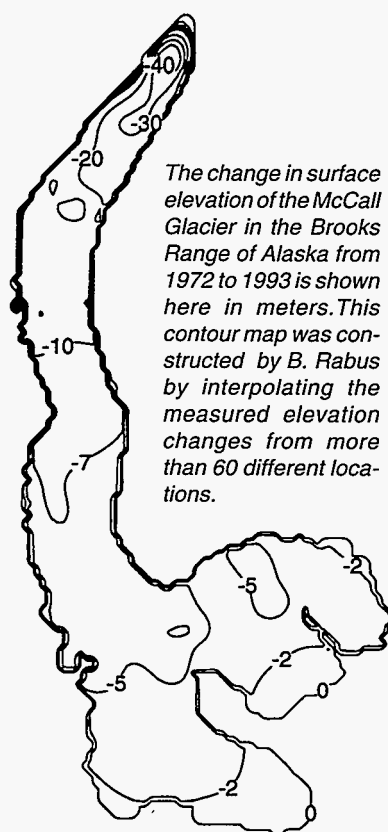 -40
-30
-20
The change in surface
elevation of the McCall
Glacier in the Brooks
Range of Alaska from
1972 to 1993 is shown
here in meters. This
contour map was con-
structed by B. Rabus
by interpolating the
measured elevation
changes from more
than 60 different loca-
tions.
-10
-7
-2
-5
-2
-5
0
-2
0